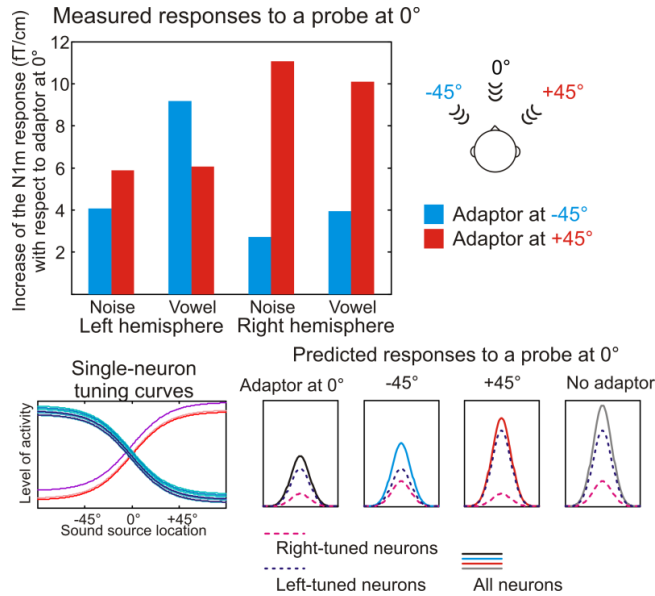 Measured responses to a probe at 0°
Increase of the N1m response (fT/cm)
with respect to adaptor at 0°
12
10
8
6
4
2
Noise Vowel Noise Vowel
Left hemisphere Right hemisphere
0°
-45° +45°
Adaptor at -45°
Adaptor at +45°
Single-neuron
tuning curves
Level of activity
-45° 0° +45°
Sound source location
Predicted responses to a probe at 0°
Adaptor at 0° -45° +45° No adaptor
Right-tuned neurons
Left-tuned neurons All neurons